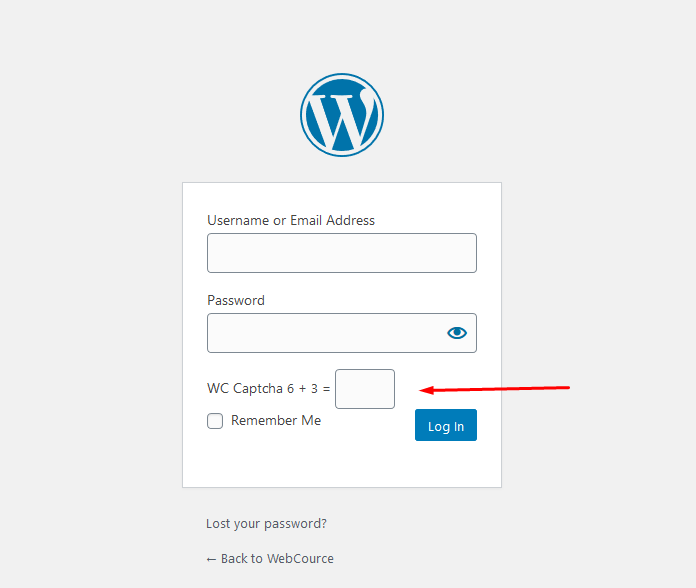 Username or Email Address
Password
WC Captcha 6 + 3 =
Remember Me
Log In
Lost your password?
← Back to WebCource